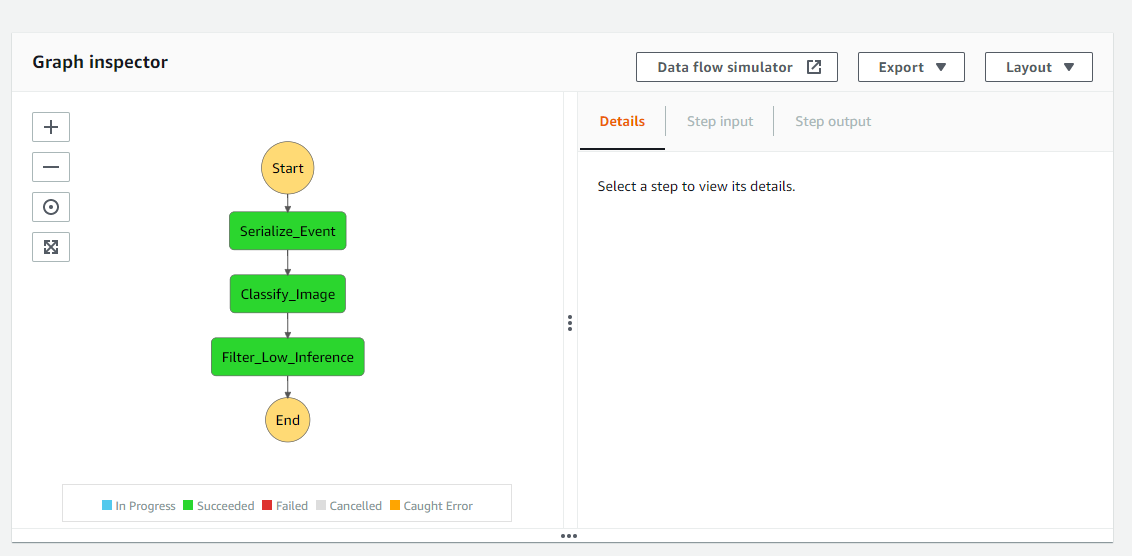 Graph inspector
Data flow simulator
Export
Layout
Details
Step input
Step output
Select a step to view its details.
Start
Serialize_Event
Classify_Image
Filter_Low_Inference
End
In Progress
Succeeded
Failed
Cancelled
Caught Error